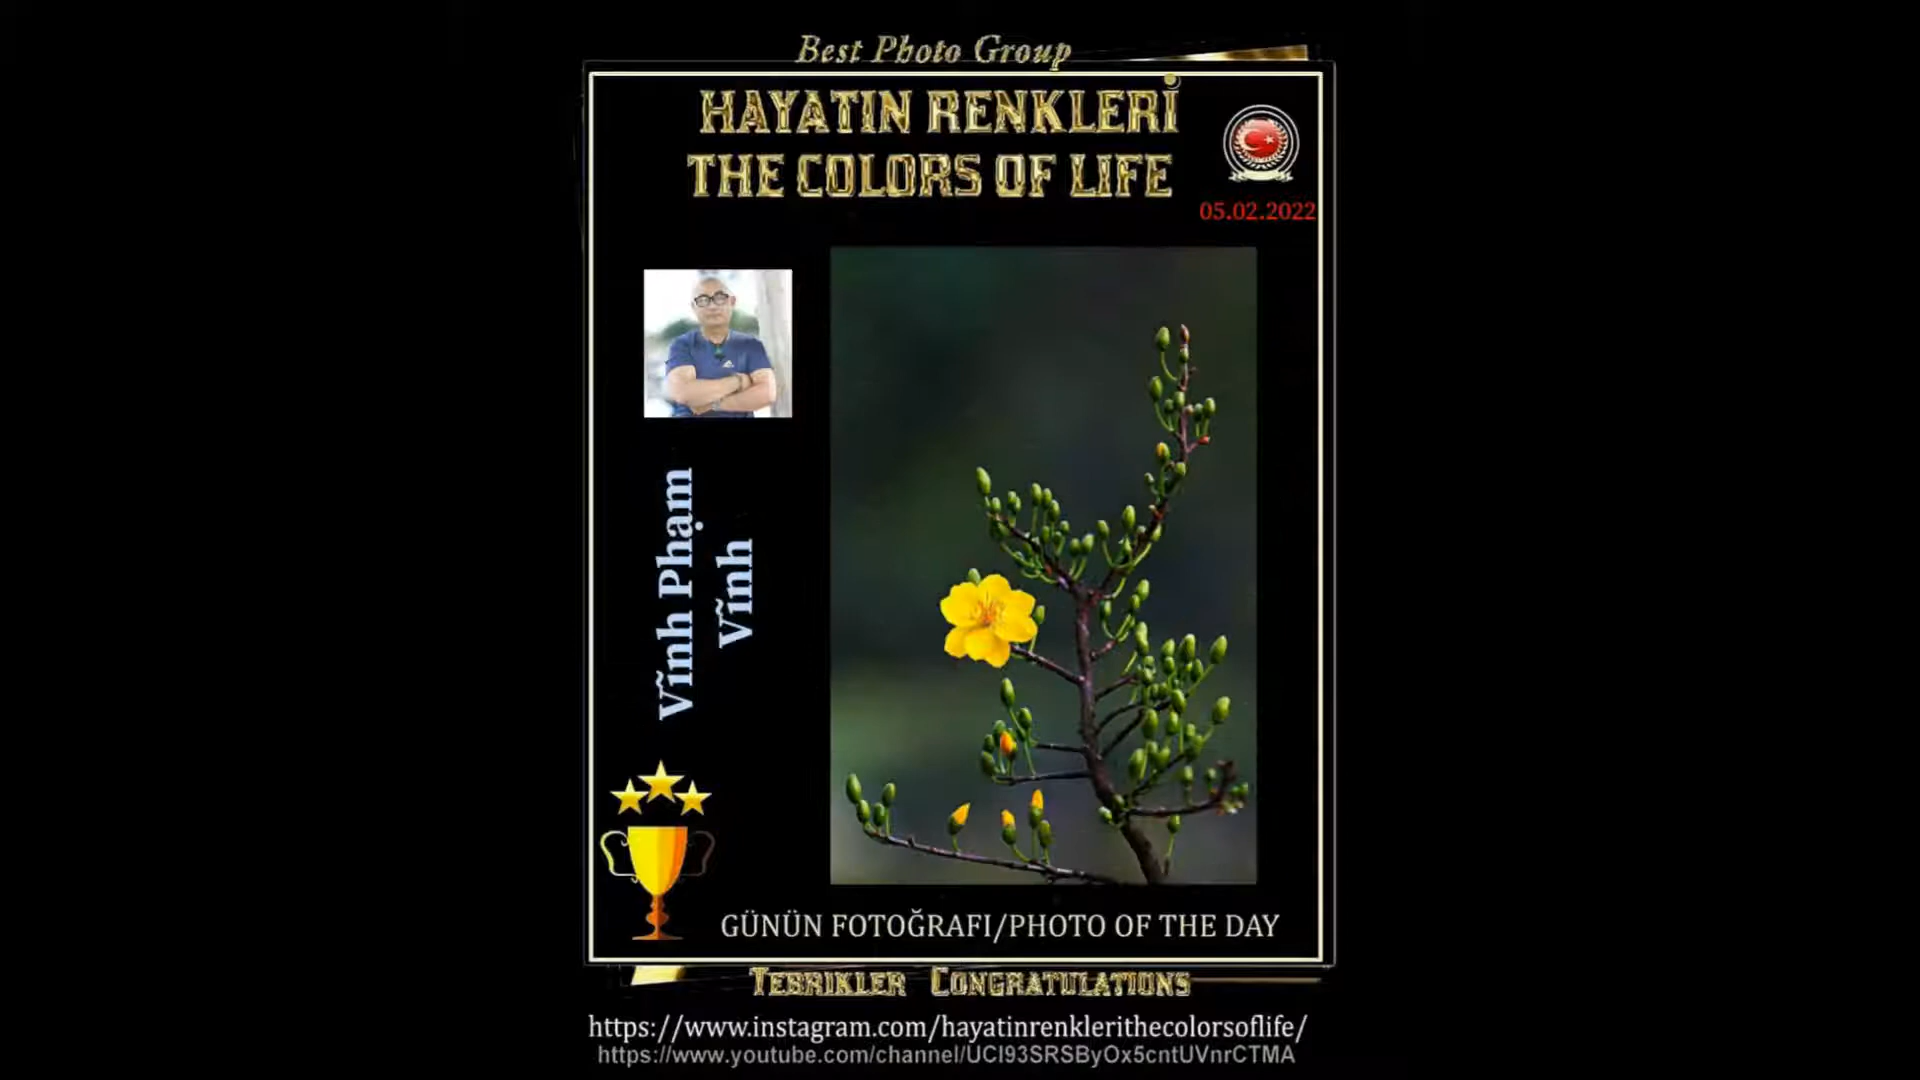 Best Photo Group
HAYATIN RENKLERİ
THE COLORS OF LIFE
05.02.2022
Vĩnh Phạm
Vĩnh
GÜNÜN FOTOĞRAFI/PHOTO OF THE DAY
TEBRIKLER CONGRATULATIONS
https://www.instagram.com/hayatinrenklerithecolorsoflife/
https://www.youtube.com/channel/UCI93SRSByOx5cntUVnrCTMA